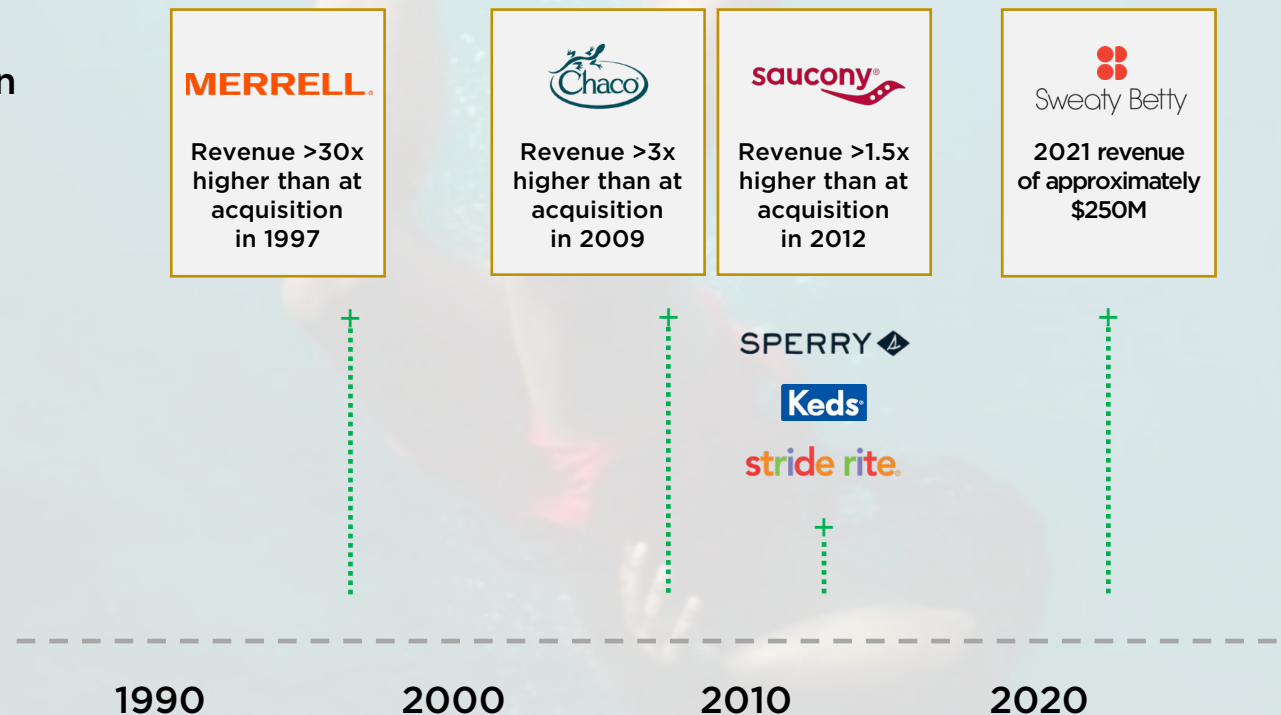 n
MERRELL.
Revenue >30x
higher than at
acquisition
in 1997
Chaco
Revenue >3x
higher than at
acquisition
in 2009
saucony®
Revenue >1.5x
higher than at
acquisition
in 2012
Sweaty Betty
2021 revenue
of approximately
$250M
SPERRY
Keds
stride rite
1990 2000 2010 2020